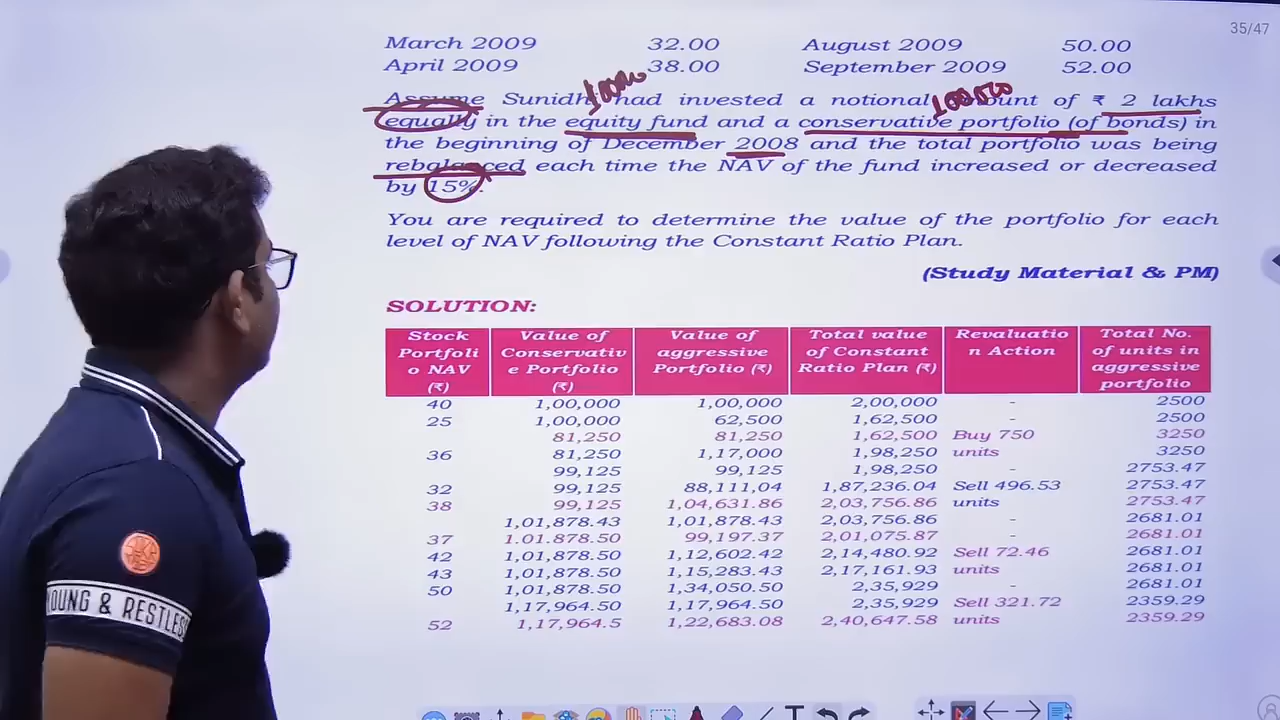 35/47
March 2009 32.00 August 2009 50.00
April 2009 38.00 September 2009 52.00
100000 100000
Assume Sunidhi had invested a notional amount of ₹ 2 lakhs
equally in the equity fund and a conservative portfolio (of bonds) in
the beginning of December 2008 and the total portfolio was being
rebalanced each time the NAV of the fund increased or decreased
by 15%.
You are required to determine the value of the portfolio for each
level of NAV following the Constant Ratio Plan.
(Study Material & PM)
SOLUTION:
Stock Portfoli o NAV (₹) Value of Conservativ e Portfolio (₹) Value of aggressive Portfolio (₹) Total value of Constant Ratio Plan (₹) Revaluatio n Action Total No. of units in aggressive portfolio
40 1,00,000 1,00,000 2,00,000 - 2500
25 1,00,000 62,500 1,62,500 - 2500
81,250 81,250 1,62,500 Buy 750 3250
36 81,250 1,17,000 1,98,250 units 3250
99,125 99,125 1,98,250 - 2753.47
32 99,125 88,111,04 1,87,236.04 Sell 496.53 2753.47
38 99,125 1,04,631.86 2,03,756.86 units 2753.47
1,01,878.43 1,01,878.43 2,03,756.86 - 2681.01
37 1.01.878.50 99,197.37 2,01,075.87 - 2681.01
42 1,01,878.50 1,12,602.42 2,14,480.92 Sell 72.46 2681.01
43 1,01,878.50 1,15,283.43 2,17,161.93 units 2681.01
50 1,01,878.50 1,34,050.50 2,35,929 - 2681.01
1,17,964.50 1,17,964.50 2,35,929 Sell 321.72 2359.29
52 1,17,964.5 1,22,683.08 2,40,647.58 units 2359.29
YOUNG & RESTLESS